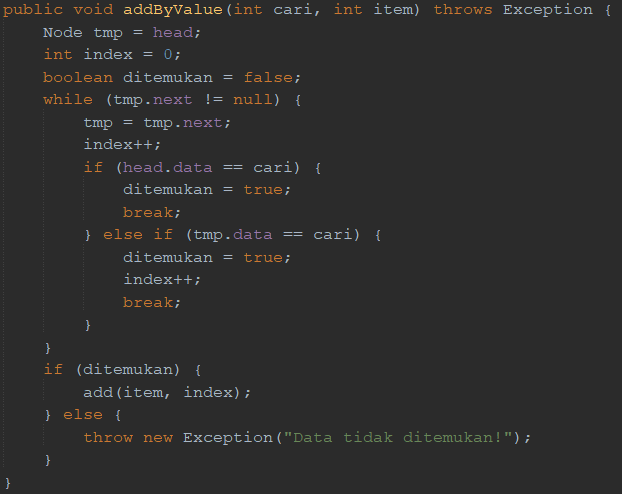 public void addByValue(int cari, int item) throws Exception {
    Node tmp = head;
    int index = 0;
    boolean ditemukan = false;
    while (tmp.next != null) {
        tmp = tmp.next;
        index++;
        if (head.data == cari) {
            ditemukan = true;
            break;
        } else if (tmp.data == cari) {
            ditemukan = true;
            index++;
            break;
        }
    }
    if (ditemukan) {
        add(item, index);
    } else {
        throw new Exception("Data tidak ditemukan!");
    }
}